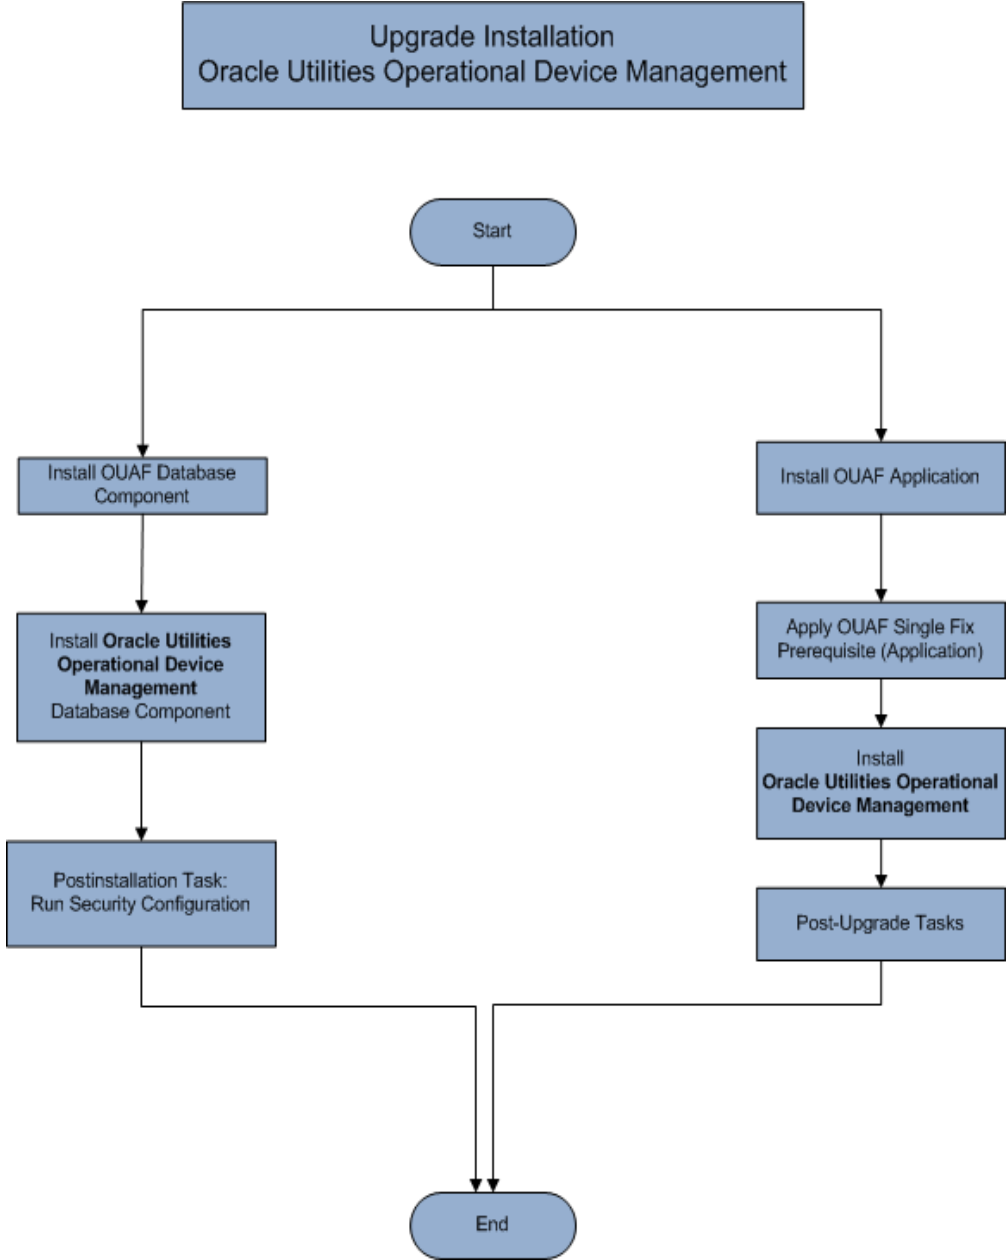 Upgrade Installation
Oracle Utilities Operational Device Management
Start
Install OUAF Database
Component
Install Oracle Utilities
Operational Device
Management
Database Component
Postinstallation Task:
Run Security Configuration
Install OUAF Application
Apply OUAF Single Fix
Prerequisite (Application)
Install
Oracle Utilities Operational
Device Management
Post-Upgrade Tasks
End